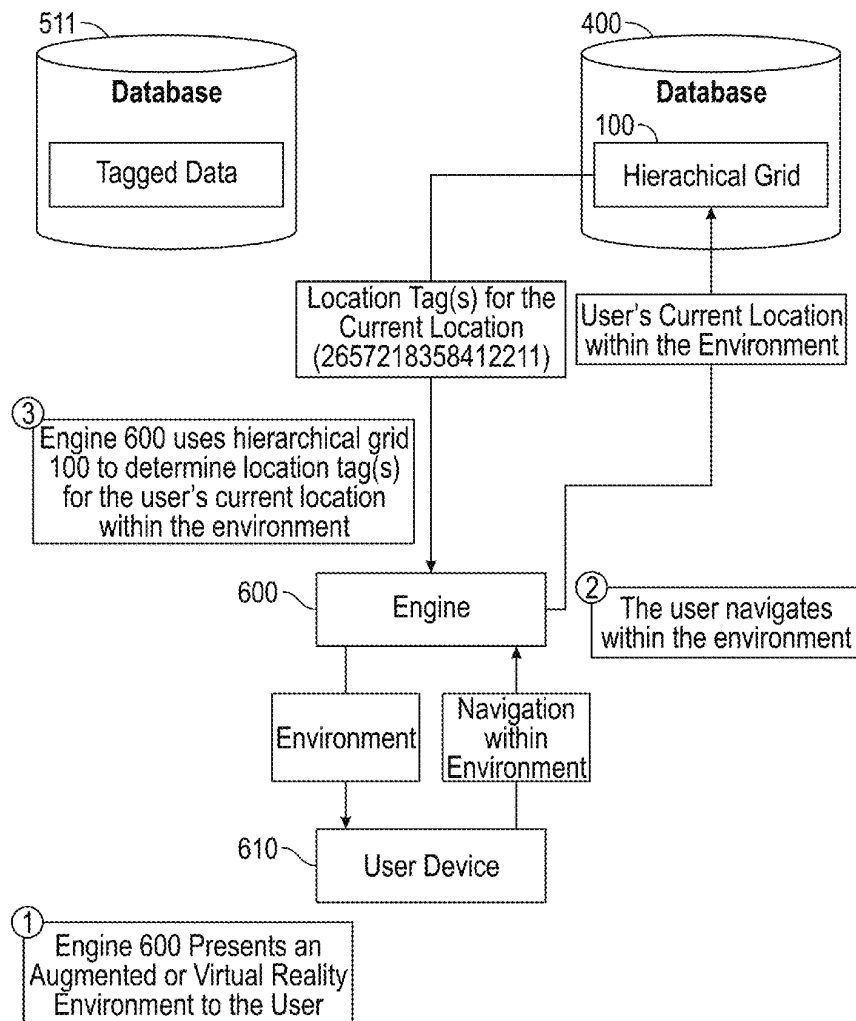 511
Database
Tagged Data
400
Database
100
Hierachical Grid
Location Tag(s) for the
Current Location
(2657218358412211)
User's Current Location
within the Environment
3
Engine 600 uses hierarchical grid
100 to determine location tag(s)
for the user's current location
within the environment
600
Engine
2
The user navigates
within the environment
Environment
Navigation
within
Environment
610
User Device
1
Engine 600 Presents an
Augmented or Virtual Reality
Environment to the User